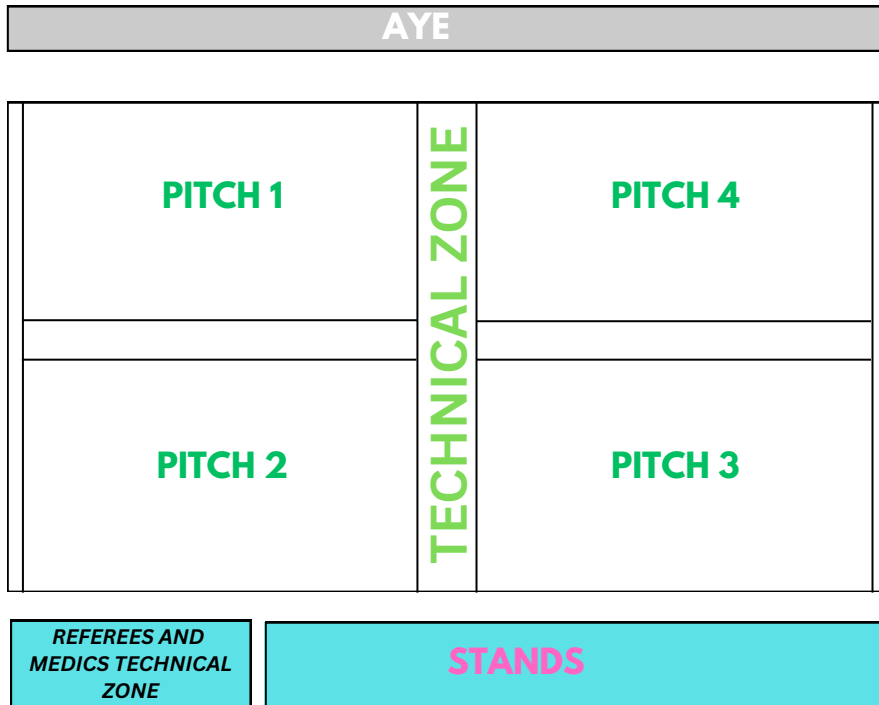 AYE
PITCH 1
TECHNICAL ZONE
PITCH 4
PITCH 2
PITCH 3
REFEREES AND
MEDICS TECHNICAL
ZONE
STANDS